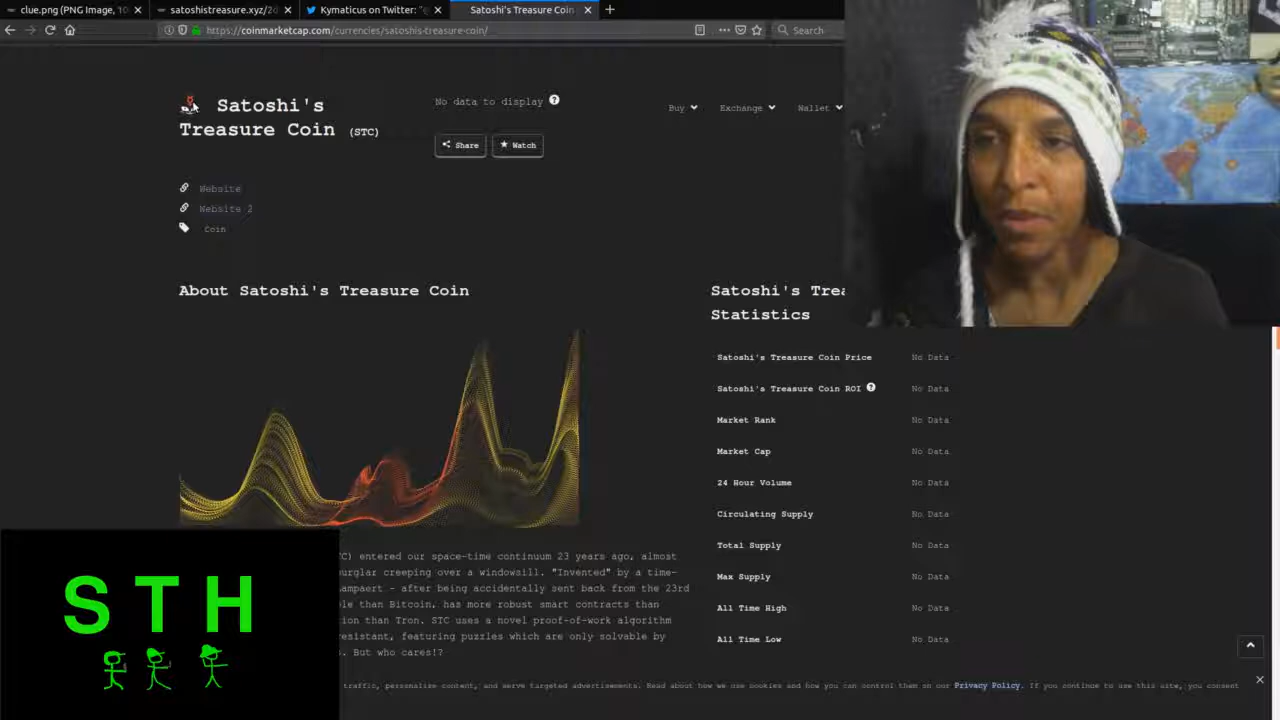 clue.png (PNG Image, 10
satoshistreasure.xyz/2d
Kymaticus on Twitter: "
Satoshi's Treasure Coin
https://coinmarketcap.com/currencies/satoshis-treasure-coin/
Search
Satoshi's
Treasure Coin (STC)
No data to display
Share
Watch
Buy
Exchange
Wallet
Website
Website 2
Coin
About Satoshi's Treasure Coin
Satoshi's Trea
Statistics
Satoshi's Treasure Coin Price No Data
Satoshi's Treasure Coin ROI No Data
Market Rank No Data
Market Cap No Data
24 Hour Volume No Data
Circulating Supply No Data
Total Supply No Data
Max Supply No Data
All Time High No Data
All Time Low No Data
TC) entered our space-time continuum 23 years ago, almost
urglar creeping over a windowsill. "Invented" by a time-
ampaert - after being accidentally sent back from the 23rd
le than Bitcoin, has more robust smart contracts than
ion than Tron. STC uses a novel proof-of-work algorithm
resistant, featuring puzzles which are only solvable by
. But who cares!?
STH
traffic, personalize content, and serve targeted advertisements. Read about how we use cookies and how you can control them on our Privacy Policy. If you continue to use this site, you consent